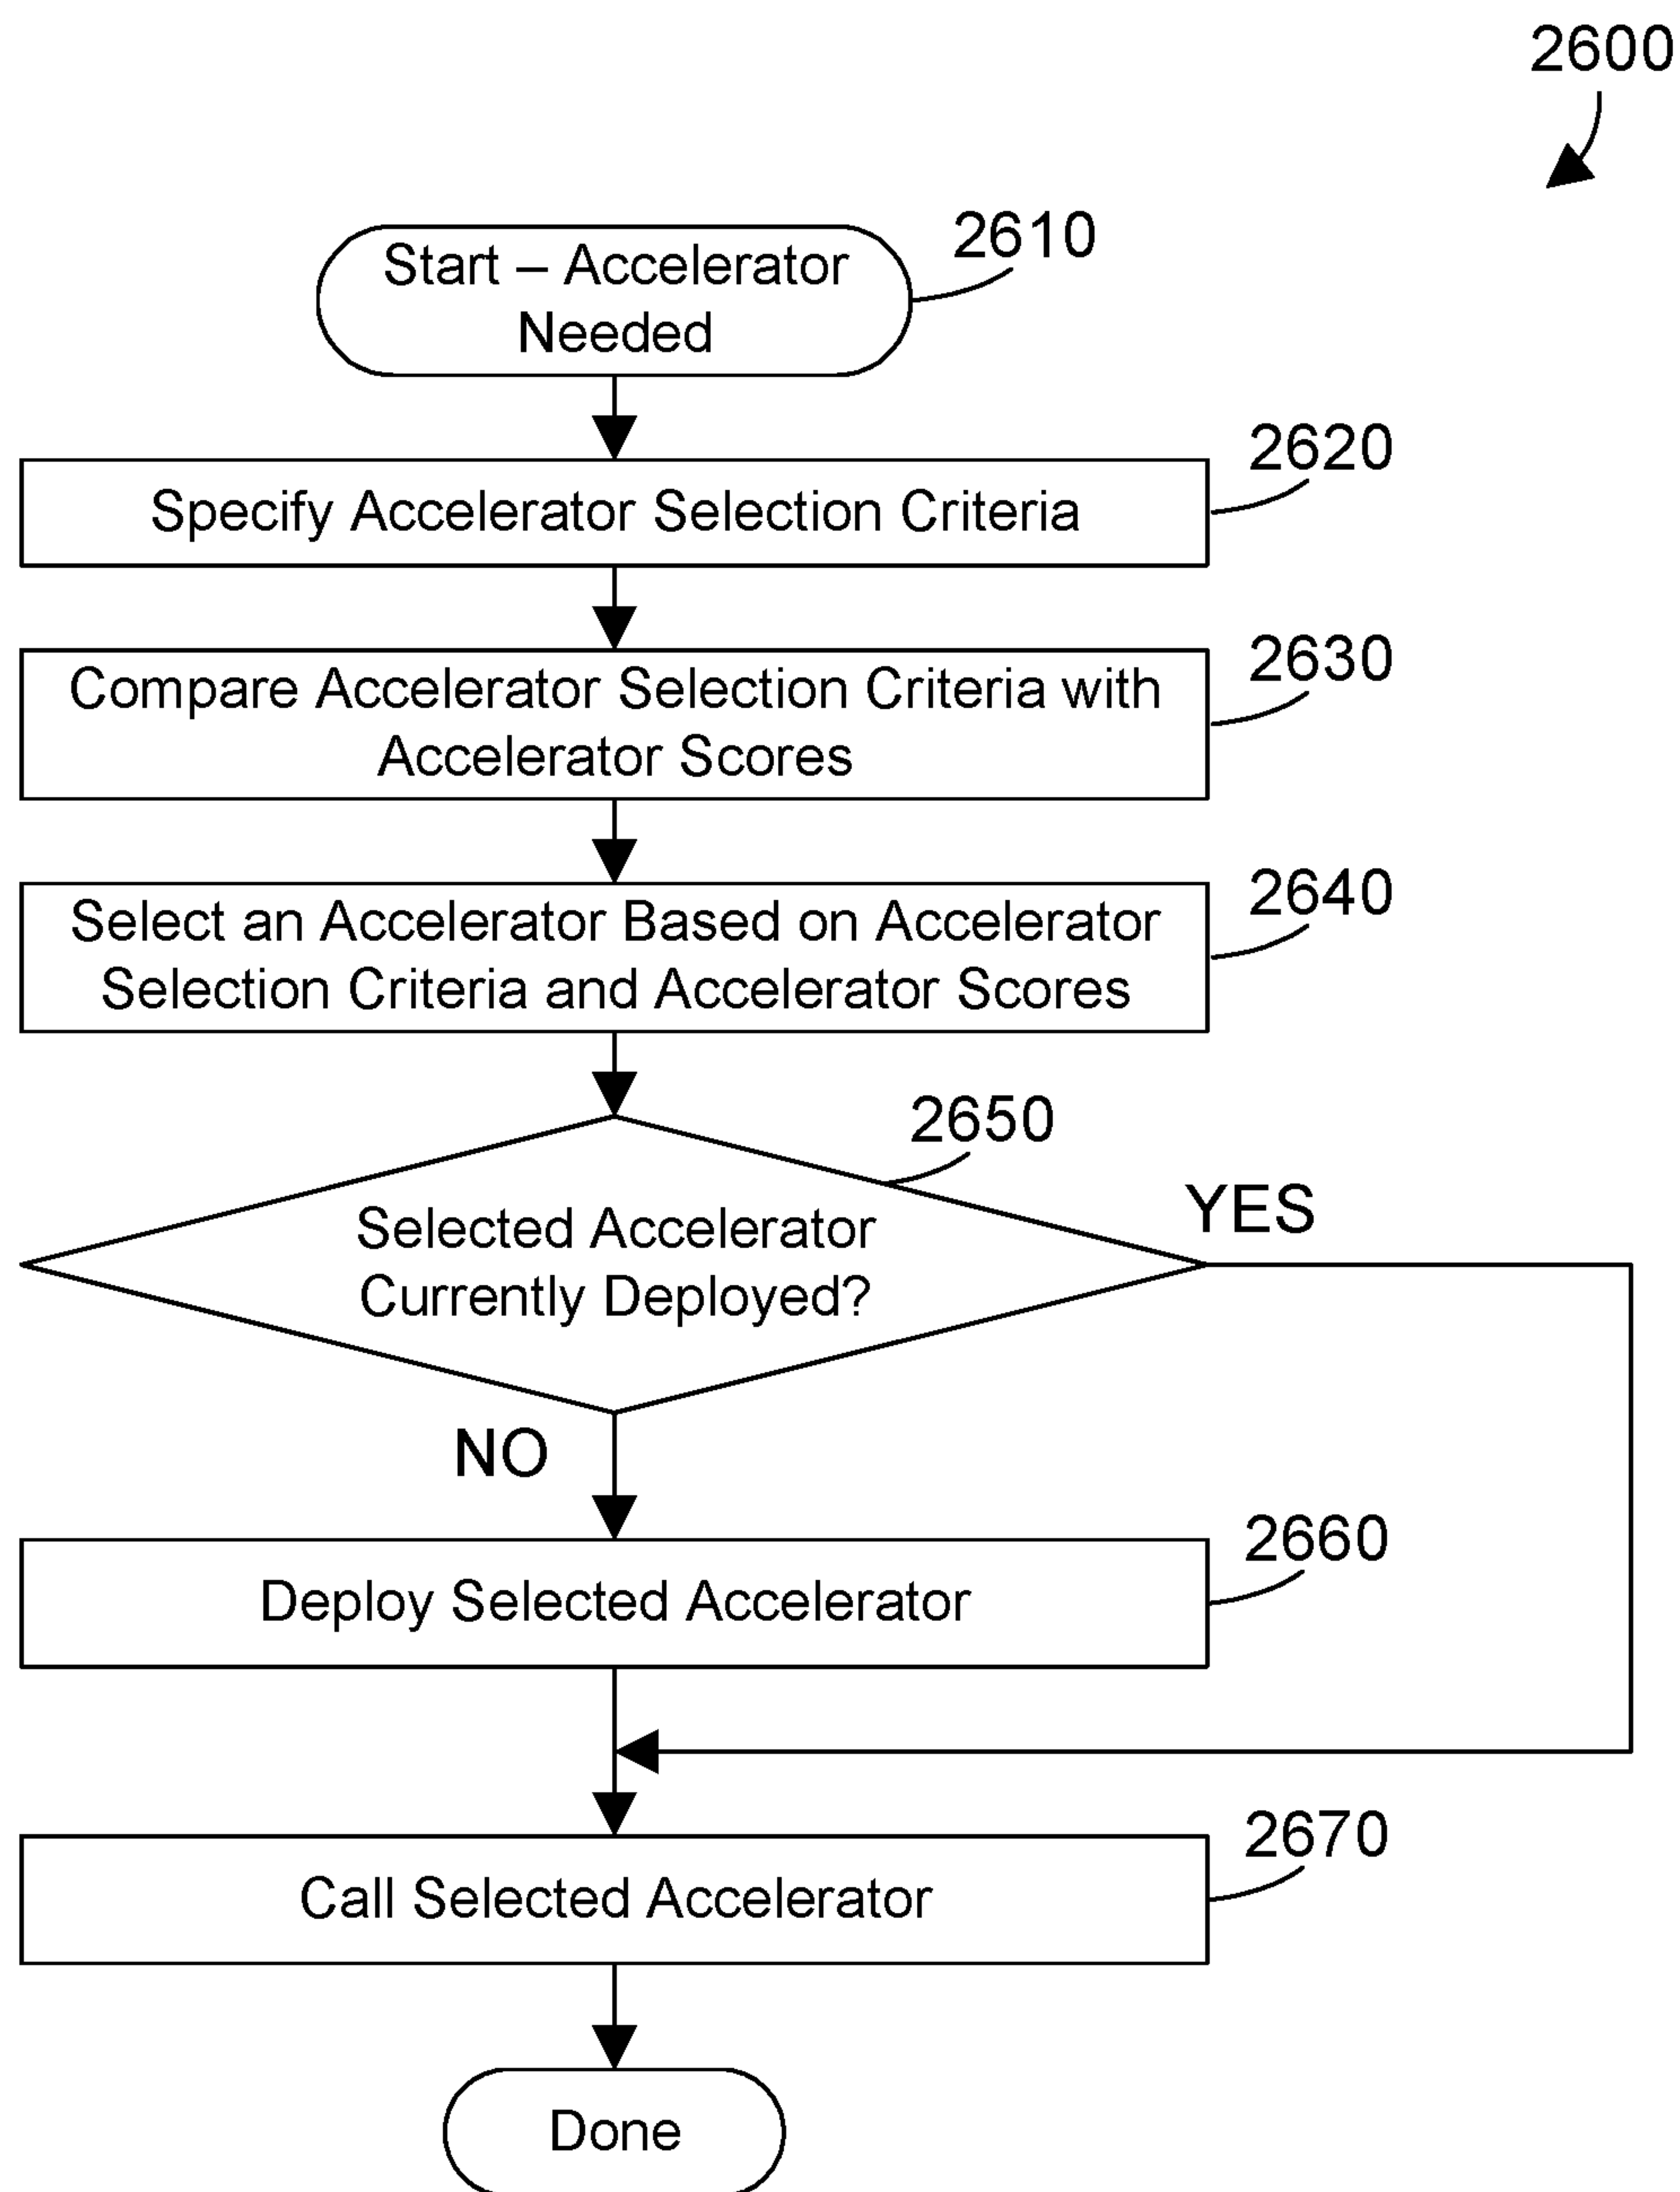 2600
Start – Accelerator
Needed
2610
Specify Accelerator Selection Criteria
2620
Compare Accelerator Selection Criteria with
Accelerator Scores
2630
Select an Accelerator Based on Accelerator
Selection Criteria and Accelerator Scores
2640
Selected Accelerator
Currently Deployed?
2650
YES
NO
Deploy Selected Accelerator
2660
Call Selected Accelerator
2670
Done